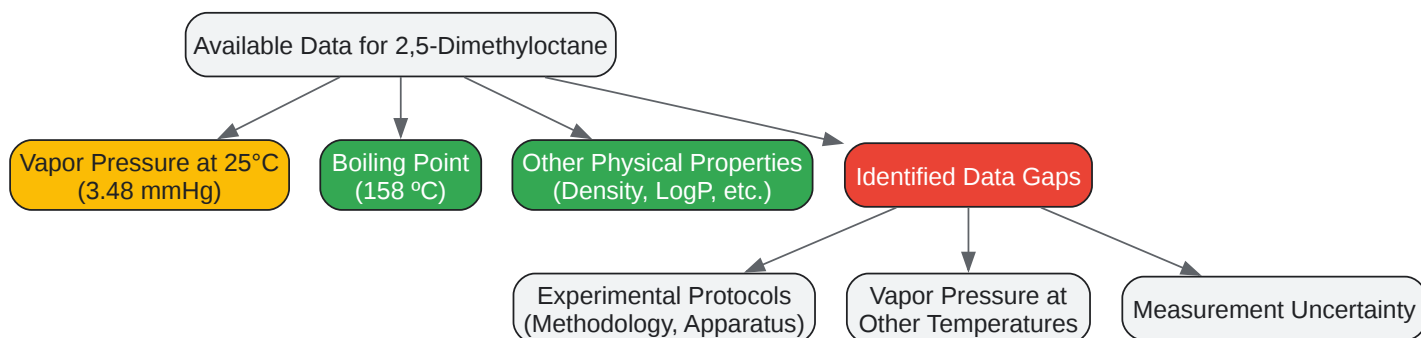 Available Data for 2,5-Dimethyloctane
Vapor Pressure at 25°C
(3.48 mmHg)
Boiling Point
(158 ºC)
Other Physical Properties
(Density, LogP, etc.)
Identified Data Gaps
Experimental Protocols
(Methodology, Apparatus)
Vapor Pressure at
Other Temperatures
Measurement Uncertainty